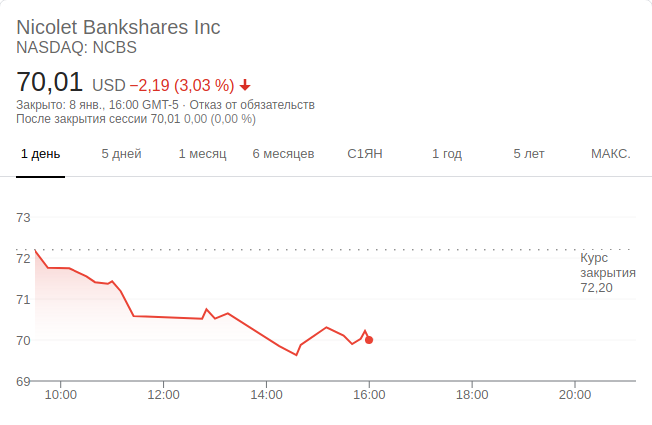 Nicolet Bankshares Inc
NASDAQ: NCBS
70,01 USD −2,19 (3,03 %)
Закрыто: 8 янв., 16:00 GMT-5 · Отказ от обязательств
После закрытия сессии 70,01 0,00 (0,00 %)
1 день 5 дней 1 месяц 6 месяцев С1ЯН 1 год 5 лет МАКС.
73
72
71
70
69
Курс
закрытия
72,20
10:00 12:00 14:00 16:00 18:00 20:00